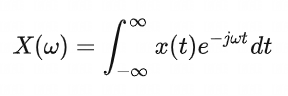 X(ω) = ∫_{-∞}^{∞} x(t)e^{-jωt} dt